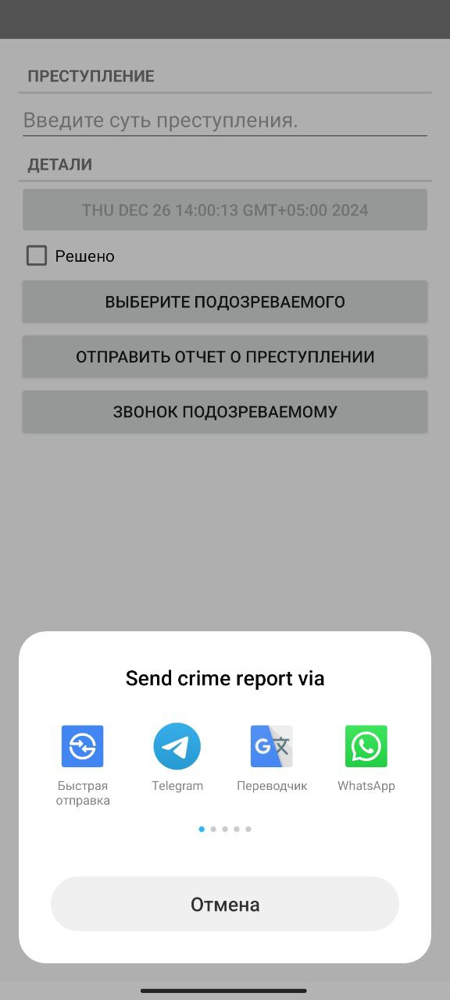 ПРЕСТУПЛЕНИЕ
Введите суть преступления.
ДЕТАЛИ
THU DEC 26 14:00:13 GMT+05:00 2024
Решено
ВЫБЕРИТЕ ПОДОЗРЕВАЕМОГО
ОТПРАВИТЬ ОТЧЕТ О ПРЕСТУПЛЕНИИ
ЗВОНОК ПОДОЗРЕВАЕМОМУ
Send crime report via
Быстрая
отправка
Telegram
Переводчик
WhatsApp
Отмена